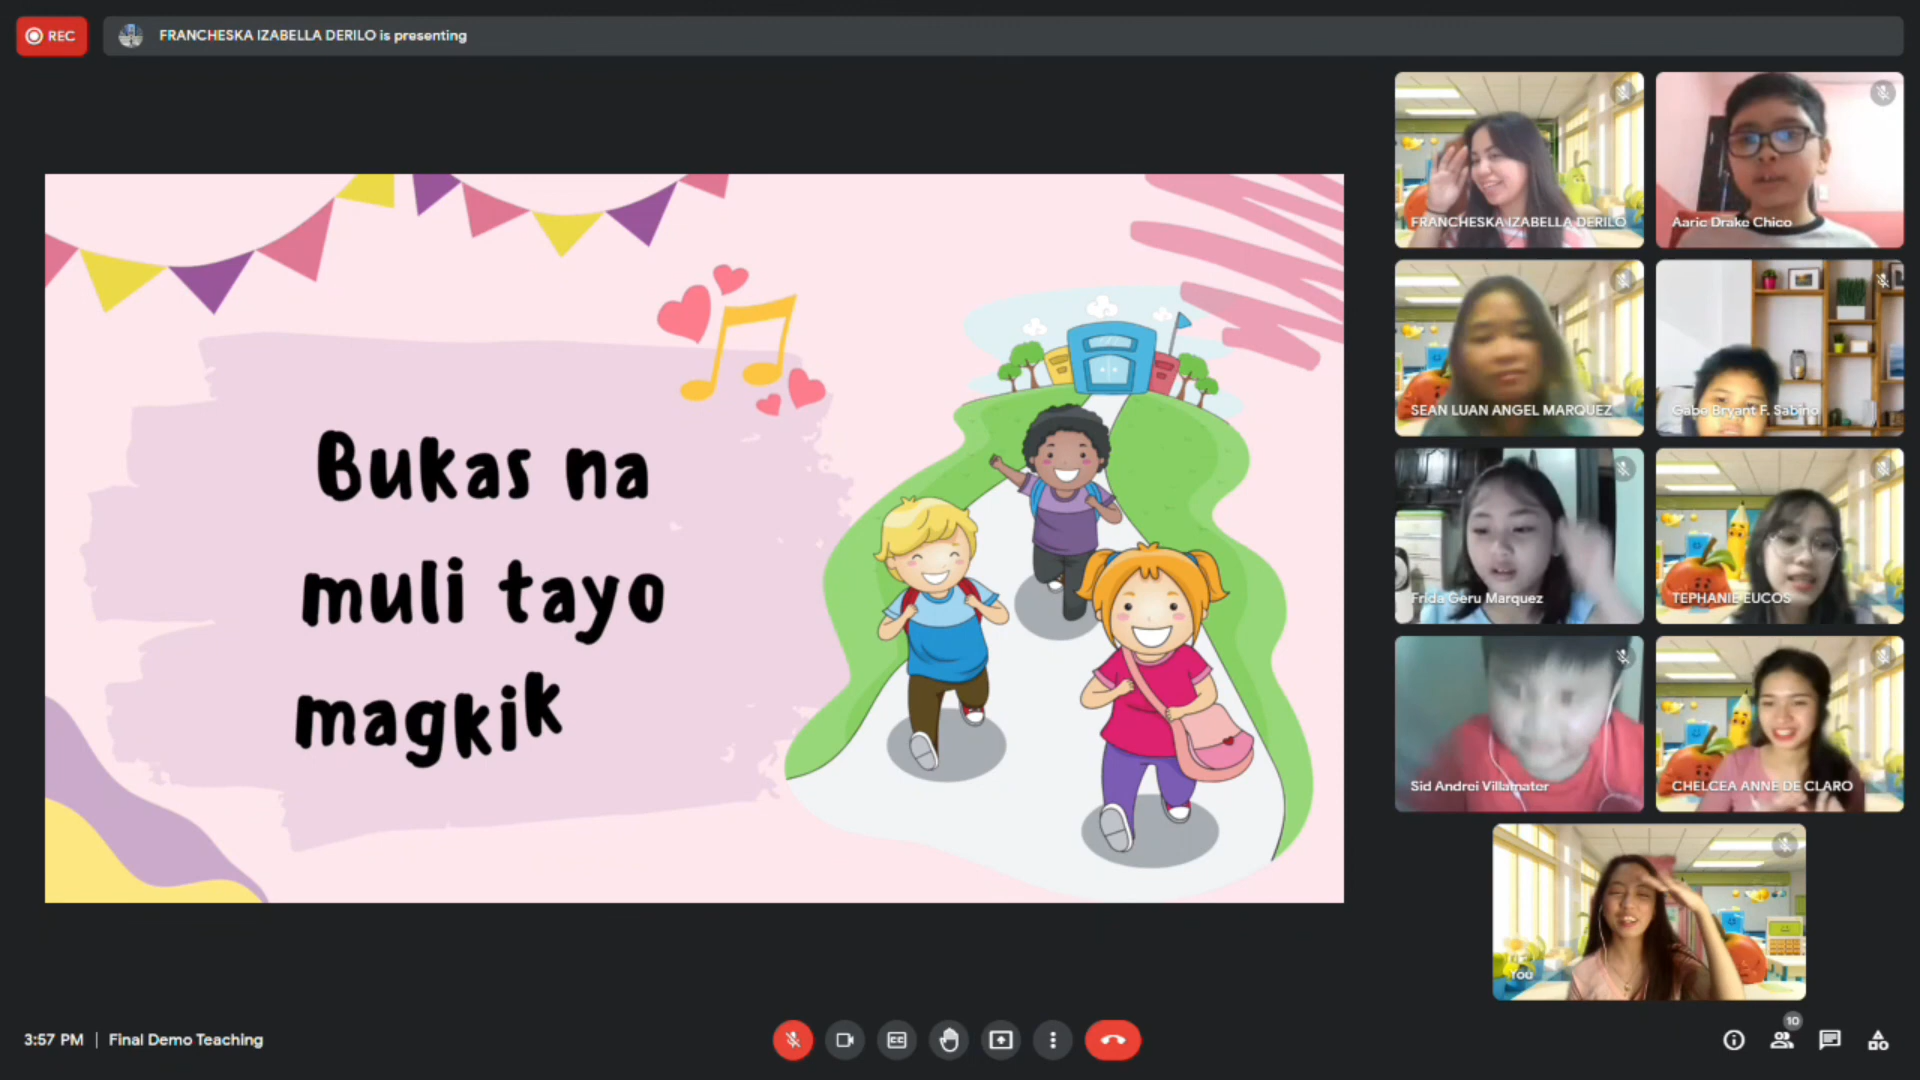 REC
FRANCHESKA IZABELLA DERILO is presenting
Bukas na
muli tayo
magkik
FRANCHESKA IZABELLA DERILO
Aaric Drake Chico
SEAN LUAN ANGEL MARQUEZ
Gabe Bryant F. Sabino
Frida Geru Marquez
TEPHANIE EUCOS
Sid Andrei Villamater
CHELCEA ANNE DE CLARO
YOU
3:57 PM | Final Demo Teaching
CC
10